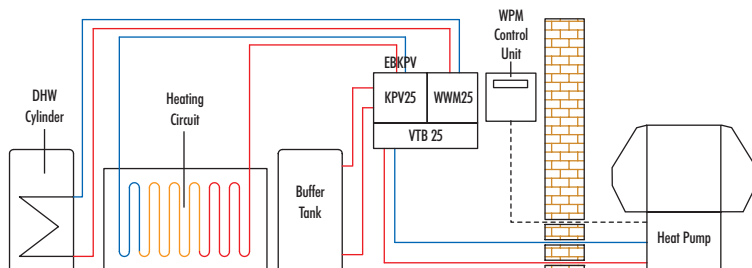 WPM
Control
Unit
EBKPV
KPV25
WWM25
VTB 25
DHW
Cylinder
Heating
Circuit
Buffer
Tank
Heat Pump